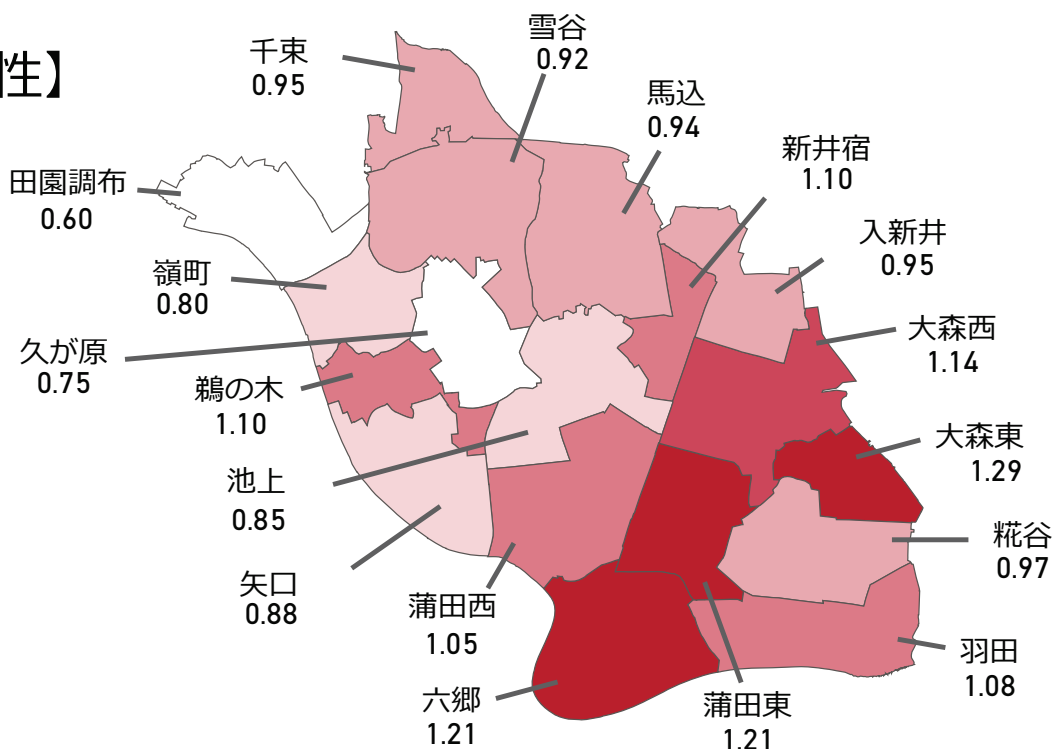 性】
千束
0.95
雪谷
0.92
馬込
0.94
新井宿
1.10
田園調布
0.60
入新井
0.95
嶺町
0.80
大森西
1.14
久が原
0.75
鵜の木
1.10
大森東
1.29
池上
0.85
糀谷
0.97
矢口
0.88
蒲田西
1.05
羽田
1.08
六郷
1.21
蒲田東
1.21